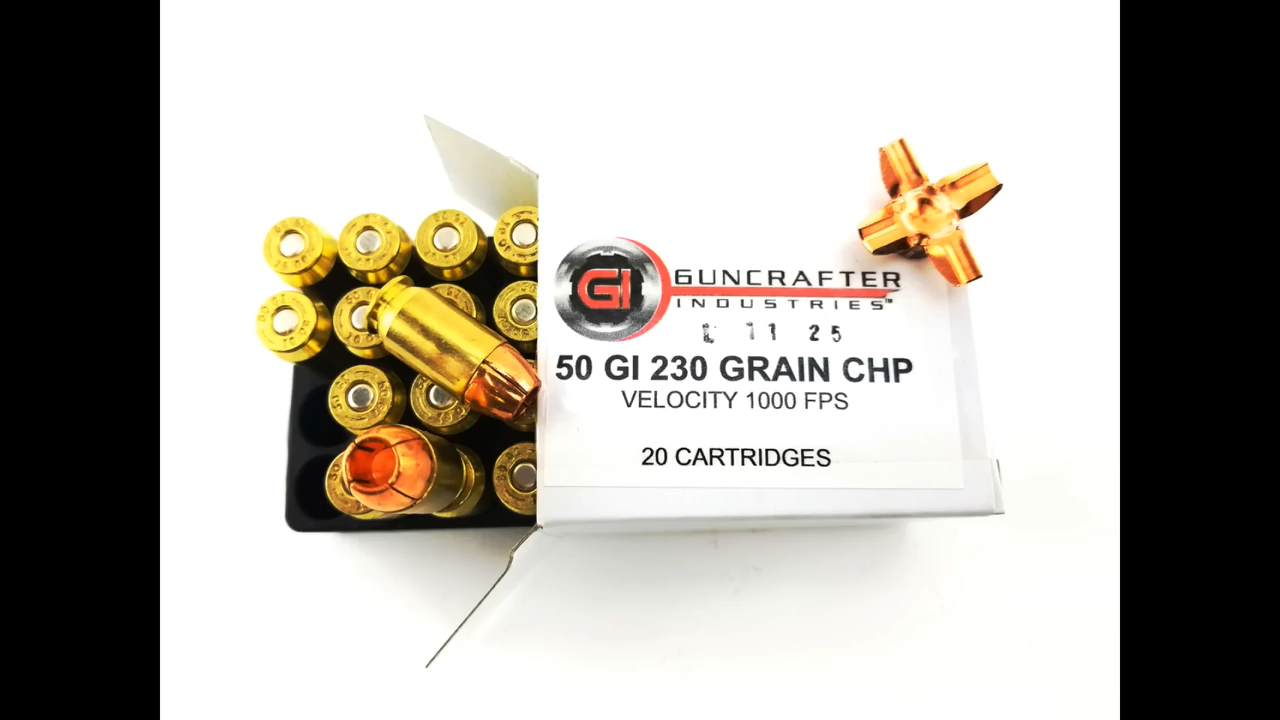 GI GUNCRAFTER
INDUSTRIES™
L 11 25
50 GI 230 GRAIN CHP
VELOCITY 1000 FPS
20 CARTRIDGES